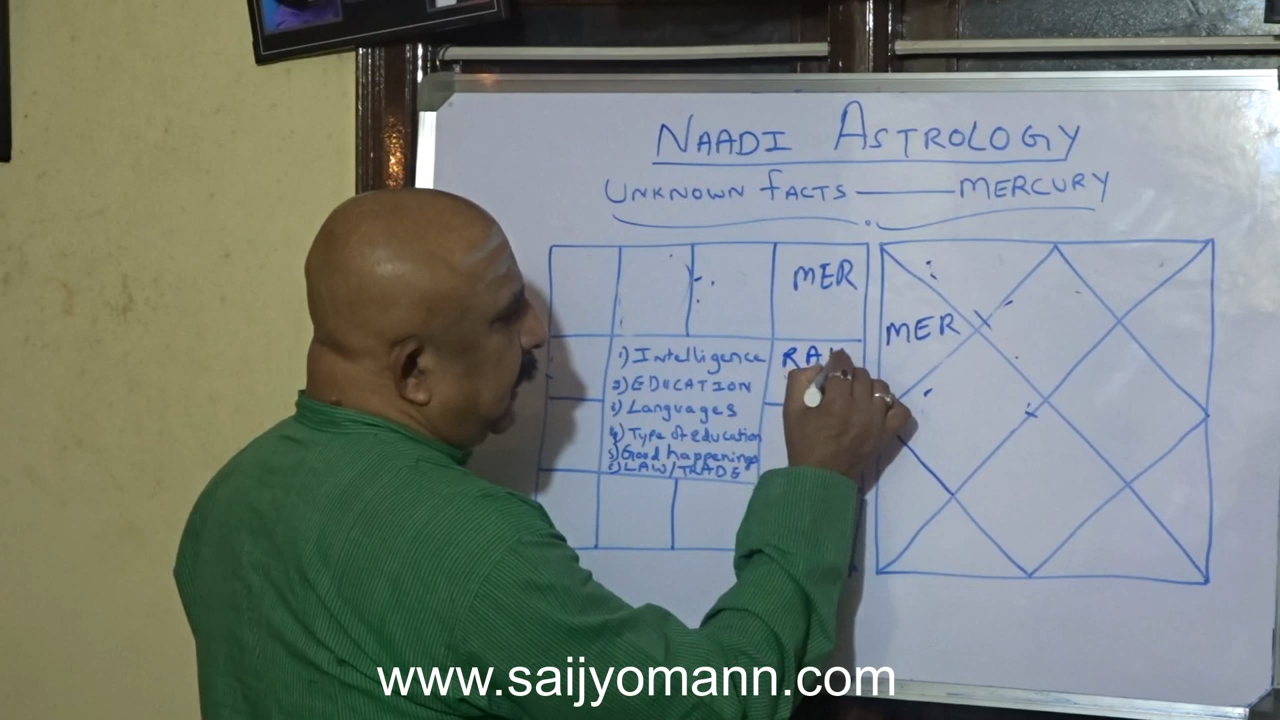 NAADI ASTROLOGY
UNKNOWN FACTS —— MERCURY
MER
MER
1) Intelligence
2) EDUCATION
3) Languages
4) Type of education
5) Good happenings
6) LAW/TRADE
RA
www.saijyomann.com